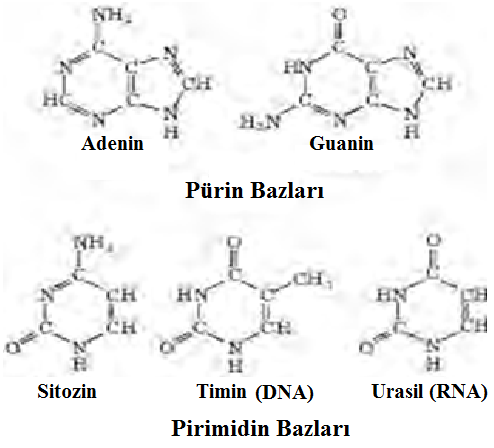 NH₂
N
C
C
N
CH
HC
N
C
N
H
O
C
HN
C
N
CH
H₂N
C
N
C
N
H
Adenin Guanin
Pürin Bazları
NH₂
C
N
CH
C
CH
O
N
H
O
C
HN
C
CH₃
C
CH
O
N
H
O
C
HN
CH
C
CH
O
N
H
Sitozin Timin (DNA) Urasil (RNA)
Pirimidin Bazları